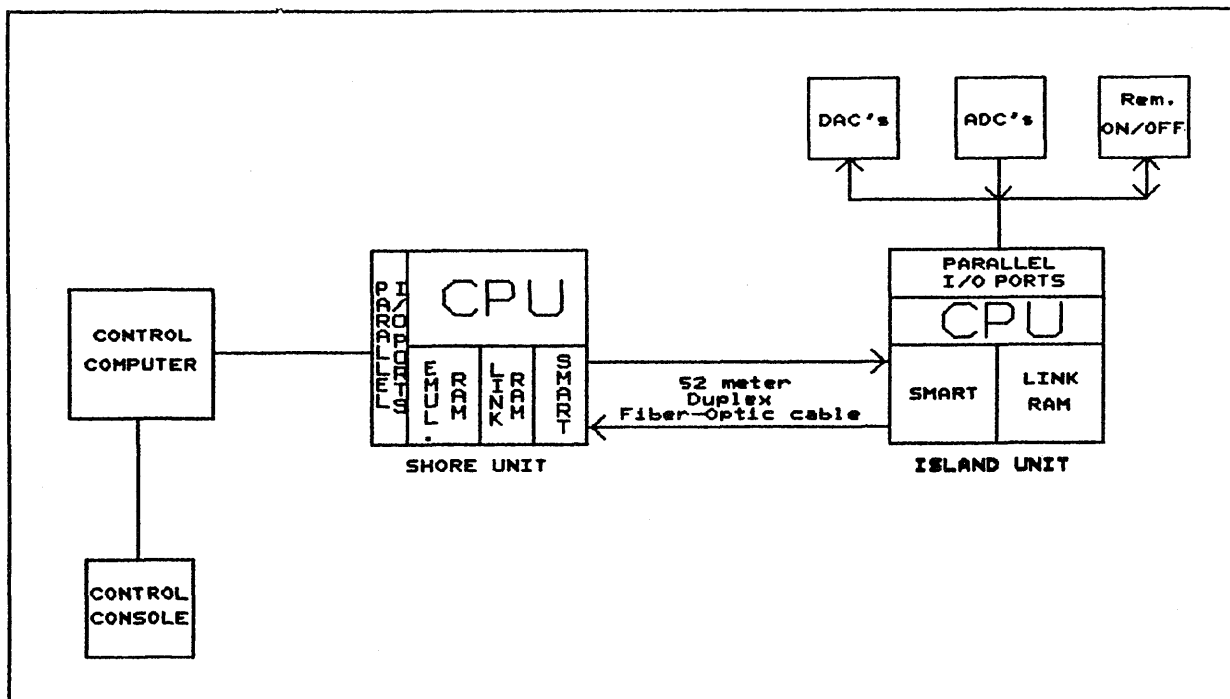 DAC's
ADC's
Rem.
ON/OFF
PARALLEL
I/O PORTS
CPU
SMART
LINK
RAM
ISLAND UNIT
CONTROL
COMPUTER
PARALLEL
I/O PORTS
CPU
EMUL.
RAM
LINK
RAM
SMART
SHORE UNIT
52 meter
Duplex
Fiber-Optic cable
CONTROL
CONSOLE